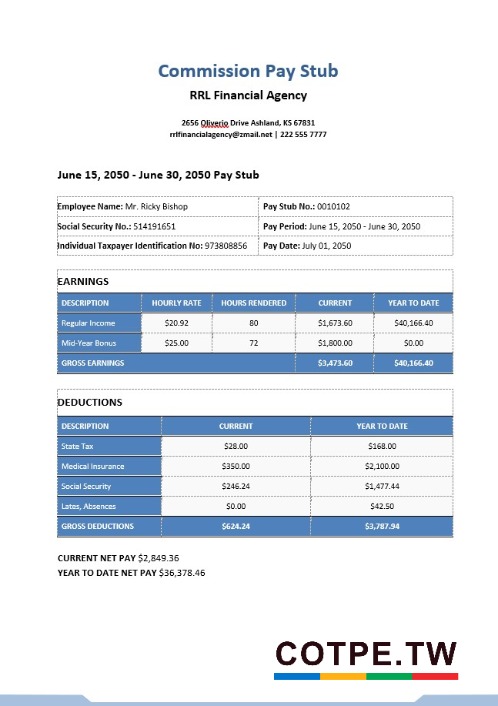 Commission Pay Stub
RRL Financial Agency
2656 Oliverio Drive Ashland, KS 67831
rrlfinancialagency@zmail.net | 222 555 7777
June 15, 2050 - June 30, 2050 Pay Stub
Employee Name: Mr. Ricky Bishop Pay Stub No.: 0010102
Social Security No.: 514191651 Pay Period: June 15, 2050 - June 30, 2050
Individual Taxpayer Identification No: 973808856 Pay Date: July 01, 2050
EARNINGS
DESCRIPTION HOURLY RATE HOURS RENDERED CURRENT YEAR TO DATE
Regular Income $20.92 80 $1,673.60 $40,166.40
Mid-Year Bonus $25.00 72 $1,800.00 $0.00
GROSS EARNINGS $3,473.60 $40,166.40
DEDUCTIONS
DESCRIPTION CURRENT YEAR TO DATE
State Tax $28.00 $168.00
Medical Insurance $350.00 $2,100.00
Social Security $246.24 $1,477.44
Lates, Absences $0.00 $42.50
GROSS DEDUCTIONS $624.24 $3,787.94
CURRENT NET PAY $2,849.36
YEAR TO DATE NET PAY $36,378.46
COTPE.TW